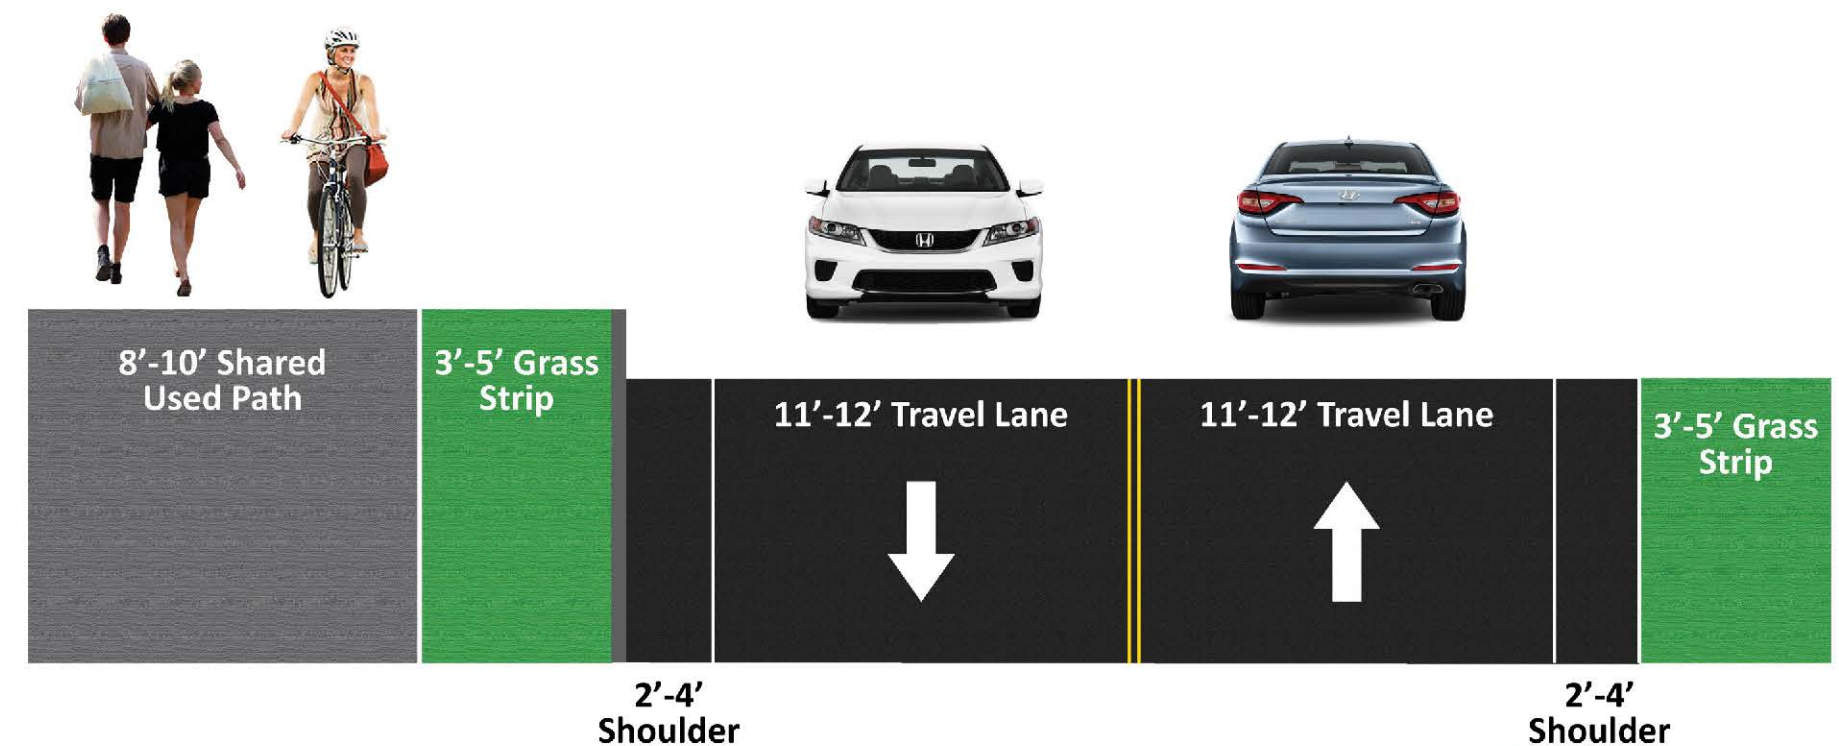 8’-10’ Shared
Used Path
3’-5’ Grass
Strip
11’-12’ Travel Lane
11’-12’ Travel Lane
3’-5’ Grass
Strip
2’-4’
Shoulder
2’-4’
Shoulder